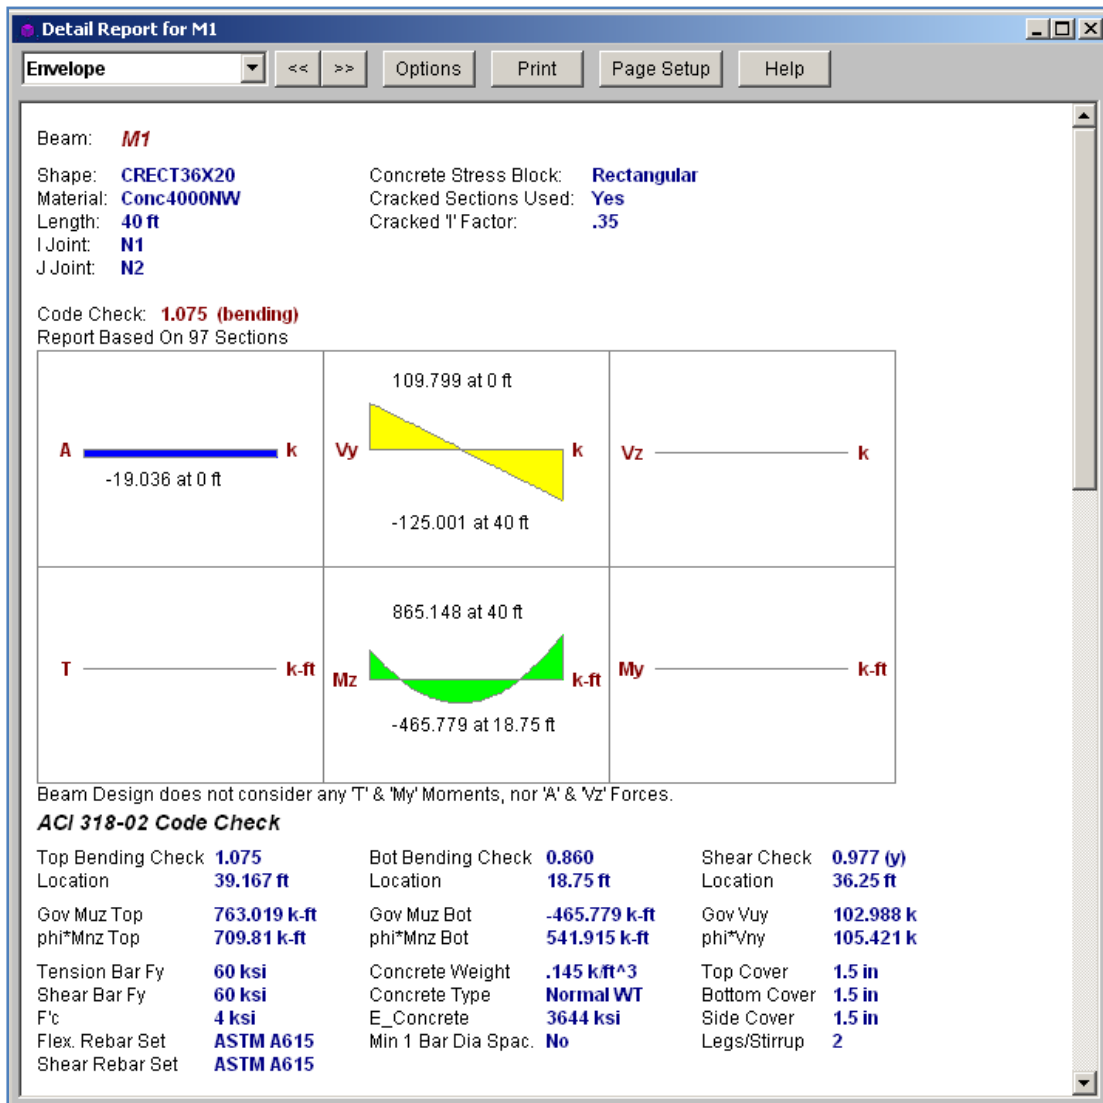 Detail Report for M1
Envelope << >> Options Print Page Setup Help
Beam: M1
Shape: CRECT36X20 Concrete Stress Block: Rectangular
Material: Conc4000NW Cracked Sections Used: Yes
Length: 40 ft Cracked 'I' Factor: .35
I Joint: N1
J Joint: N2
Code Check: 1.075 (bending)
Report Based On 97 Sections
109.799 at 0 ft
A k Vy k Vz k
-19.036 at 0 ft
-125.001 at 40 ft
865.148 at 40 ft
T k-ft Mz k-ft My k-ft
-465.779 at 18.75 ft
Beam Design does not consider any 'T' & 'My' Moments, nor 'A' & 'Vz' Forces.
ACI 318-02 Code Check
Top Bending Check 1.075 Bot Bending Check 0.860 Shear Check 0.977 (y)
Location 39.167 ft Location 18.75 ft Location 36.25 ft
Gov Muz Top 763.019 k-ft Gov Muz Bot -465.779 k-ft Gov Vuy 102.988 k
phi*Mnz Top 709.81 k-ft phi*Mnz Bot 541.915 k-ft phi*Vny 105.421 k
Tension Bar Fy 60 ksi Concrete Weight .145 k/ft^3 Top Cover 1.5 in
Shear Bar Fy 60 ksi Concrete Type Normal WT Bottom Cover 1.5 in
F'c 4 ksi E_Concrete 3644 ksi Side Cover 1.5 in
Flex. Rebar Set ASTM A615 Min 1 Bar Dia Spac. No Legs/Stirrup 2
Shear Rebar Set ASTM A615